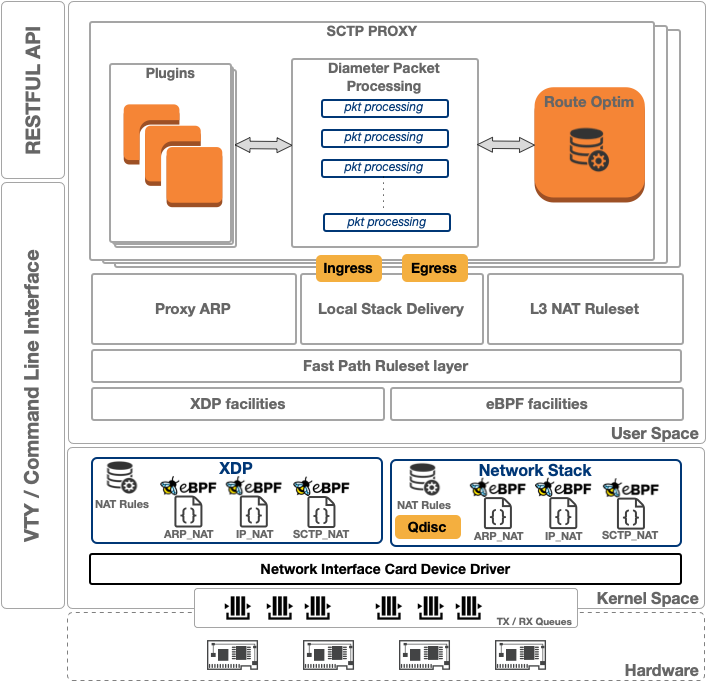 RESTFUL API
VTY / Command Line Interface
SCTP PROXY
Plugins
Diameter Packet
Processing
pkt processing
pkt processing
pkt processing
pkt processing
Route Optim
Ingress
Egress
Proxy ARP
Local Stack Delivery
L3 NAT Ruleset
Fast Path Ruleset layer
XDP facilities
eBPF facilities
User Space
XDP
NAT Rules
eBPF
eBPF
eBPF
{}
{}
{}
ARP_NAT
IP_NAT
SCTP_NAT
Network Stack
NAT Rules
Qdisc
eBPF
eBPF
eBPF
{}
{}
{}
ARP_NAT
IP_NAT
SCTP_NAT
Network Interface Card Device Driver
Kernel Space
TX / RX Queues
Hardware